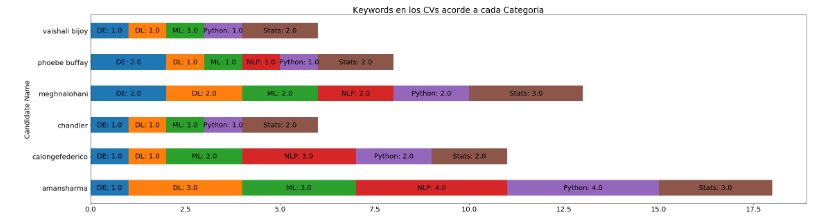 Keywords en los CVs acorde a cada Categoria
Candidate Name
vaishali bijoy DE: 1.0 DL: 1.0 ML: 1.0 Python: 1.0 Stats: 2.0
phoebe buffay DE: 2.0 DL: 1.0 ML: 1.0 NLP: 1.0 Python: 1.0 Stats: 2.0
meghnalohani DE: 2.0 DL: 2.0 ML: 2.0 NLP: 2.0 Python: 2.0 Stats: 3.0
chandler DE: 1.0 DL: 1.0 ML: 1.0 Python: 1.0 Stats: 2.0
calongefederico DE: 1.0 DL: 1.0 ML: 2.0 NLP: 3.0 Python: 2.0 Stats: 2.0
amansharma DE: 1.0 DL: 3.0 ML: 3.0 NLP: 4.0 Python: 4.0 Stats: 3.0
0.0 2.5 5.0 7.5 10.0 12.5 15.0 17.5